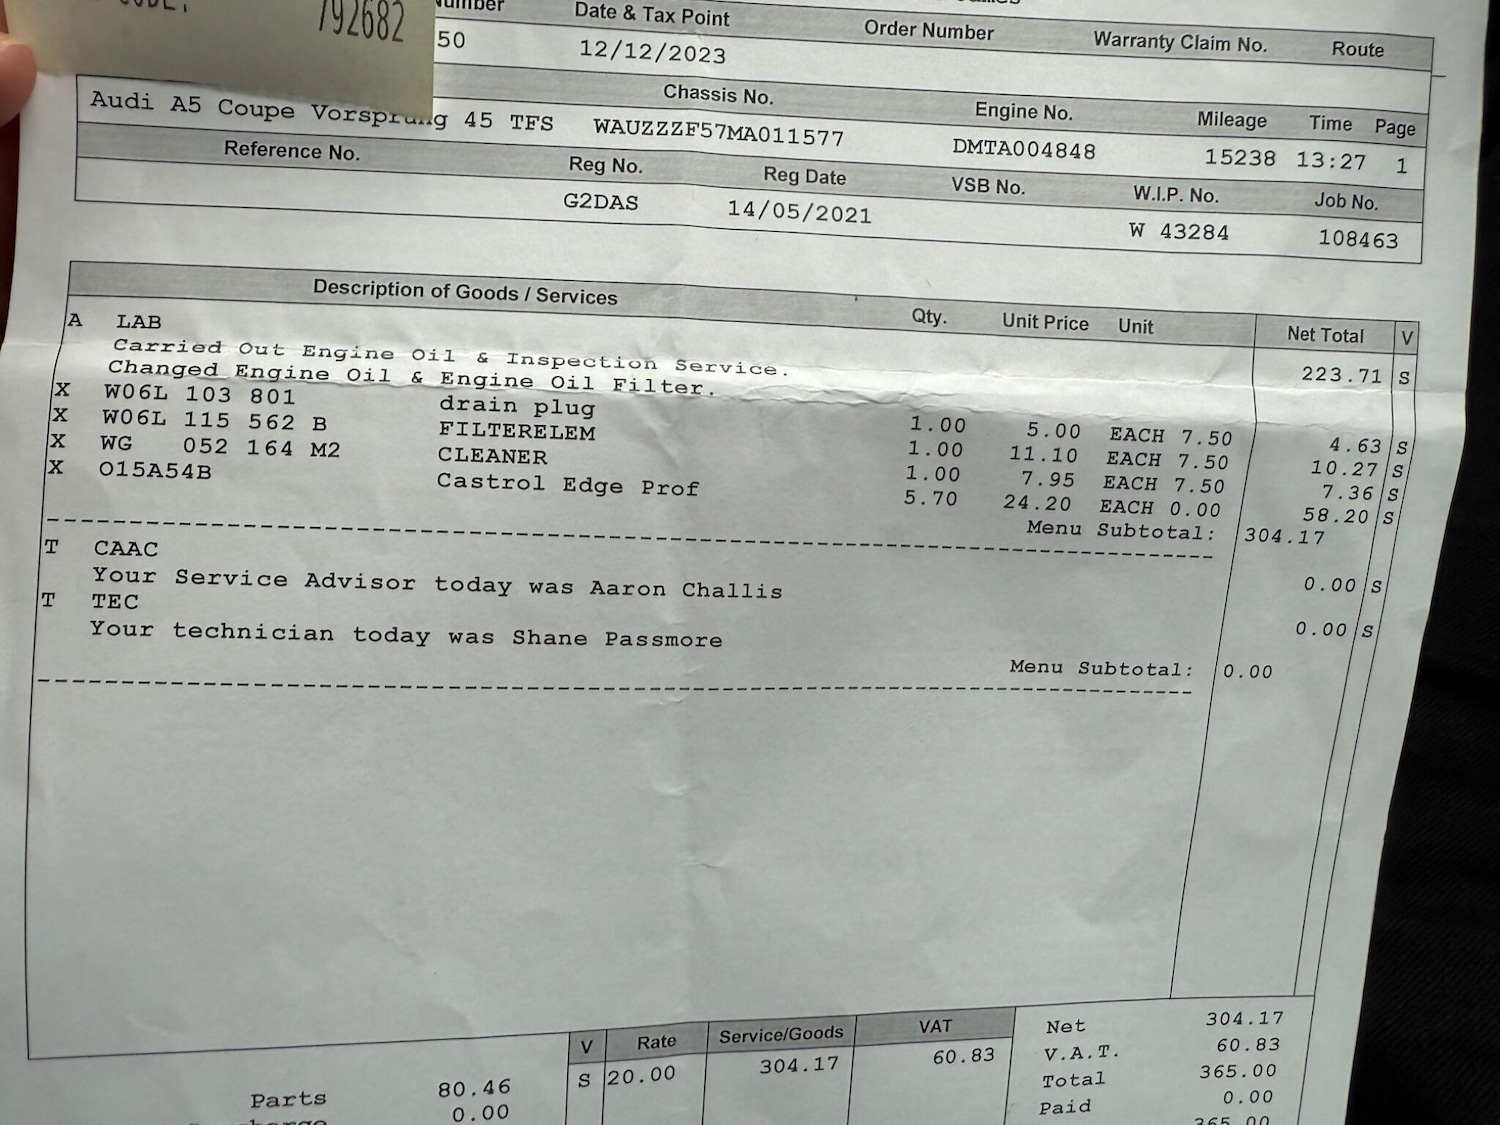 792682
50
Date & Tax Point Order Number Warranty Claim No. Route
12/12/2023
Chassis No. Engine No. Mileage Time Page
Audi A5 Coupe Vorsprung 45 TFS WAUZZZF57MA011577 DMTA004848 15238 13:27 1
Reference No. Reg No. Reg Date VSB No. W.I.P. No. Job No.
G2DAS 14/05/2021 W 43284 108463
Description of Goods / Services Qty. Unit Price Unit Net Total V
A LAB
Carried Out Engine Oil & Inspection Service. 223.71 S
Changed Engine Oil & Engine Oil Filter.
X W06L 103 801 drain plug 1.00 5.00 EACH 7.50 4.63 S
X W06L 115 562 B FILTERELEM 1.00 11.10 EACH 7.50 10.27 S
X WG 052 164 M2 CLEANER 1.00 7.95 EACH 7.50 7.36 S
X O15A54B Castrol Edge Prof 5.70 24.20 EACH 0.00 58.20 S
Menu Subtotal: 304.17
T CAAC 0.00 S
Your Service Advisor today was Aaron Challis
T TEC 0.00 S
Your technician today was Shane Passmore
Menu Subtotal: 0.00
V Rate Service/Goods VAT
S 20.00 304.17 60.83
Net 304.17
V.A.T. 60.83
Total 365.00
Paid 0.00
365.00
Parts 80.46
0.00